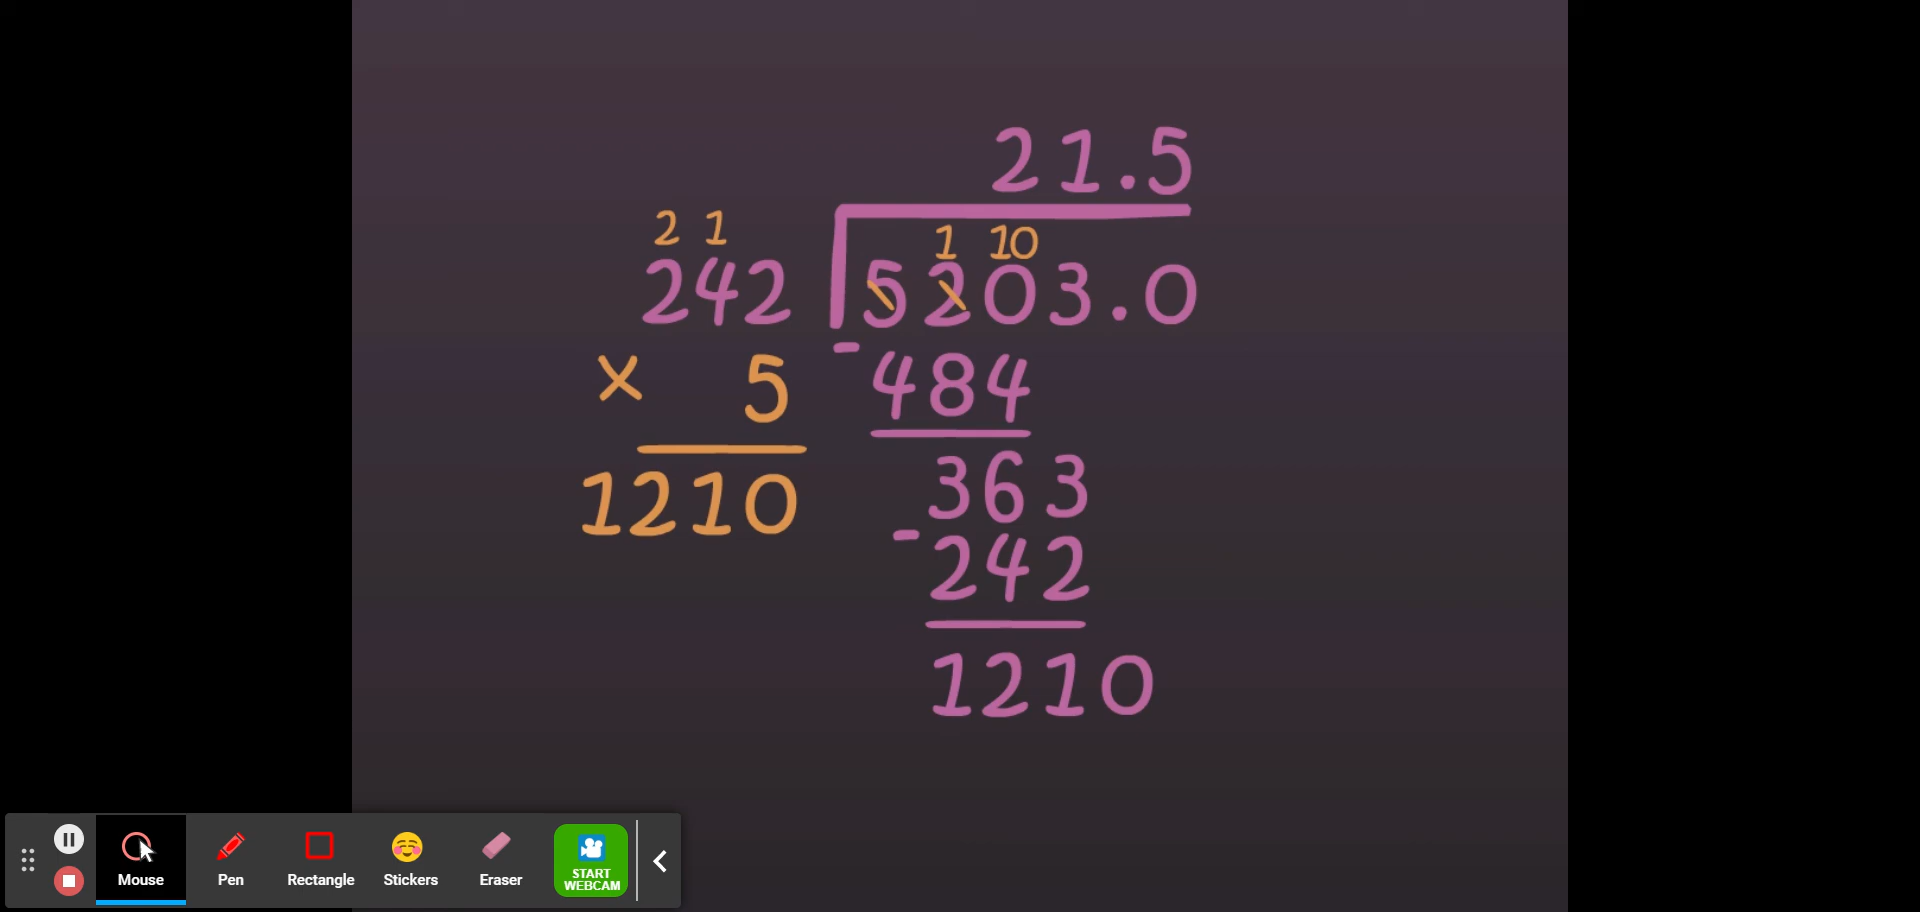 21.5
2 1
1 10
242 5203.0
× 5
- 484
1210
363
- 242
1210
Mouse
Pen
Rectangle
Stickers
Eraser
START
WEBCAM